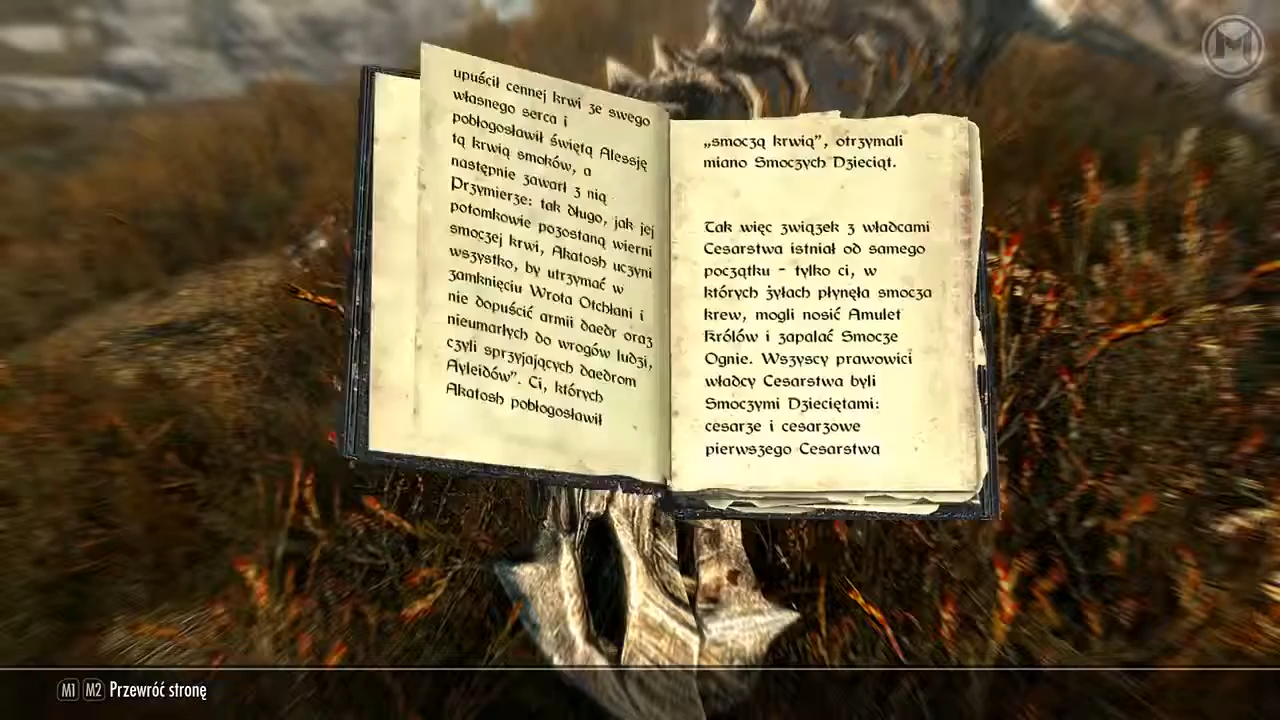 upuścił cennej krwi ze swego
własnego serca i
pobłogosławił świętą Alessję
tą krwią smoków, a
następnie zawarł z nią
Przymierze: tak długo, jak jej
potomkowie pozostaną wierni
smoczej krwi, Akatosh uczyni
wszystko, by utrzymać w
zamknięciu Wrota Otchłani i
nie dopuścić armii daedr oraz
nieumarłych do wrogów ludzi,
czyli sprzyjających daedrom
Ayleidów”. Ci, których
Akatosh pobłogosławił
„smoczą krwią”, otrzymali
miano Smoczych Dzieciąt.
Tak więc związek z władcami
Cesarstwa istniał od samego
początku - tylko ci, w
których żyłach płynęła smocza
krew, mogli nosić Amulet
Królów i zapalać Smocze
Ognie. Wszyscy prawowici
władcy Cesarstwa byli
Smoczymi Dziećętami:
cesarze i cesarzowe
pierwszego Cesarstwa
M
M1 M2 Przewróć stronę